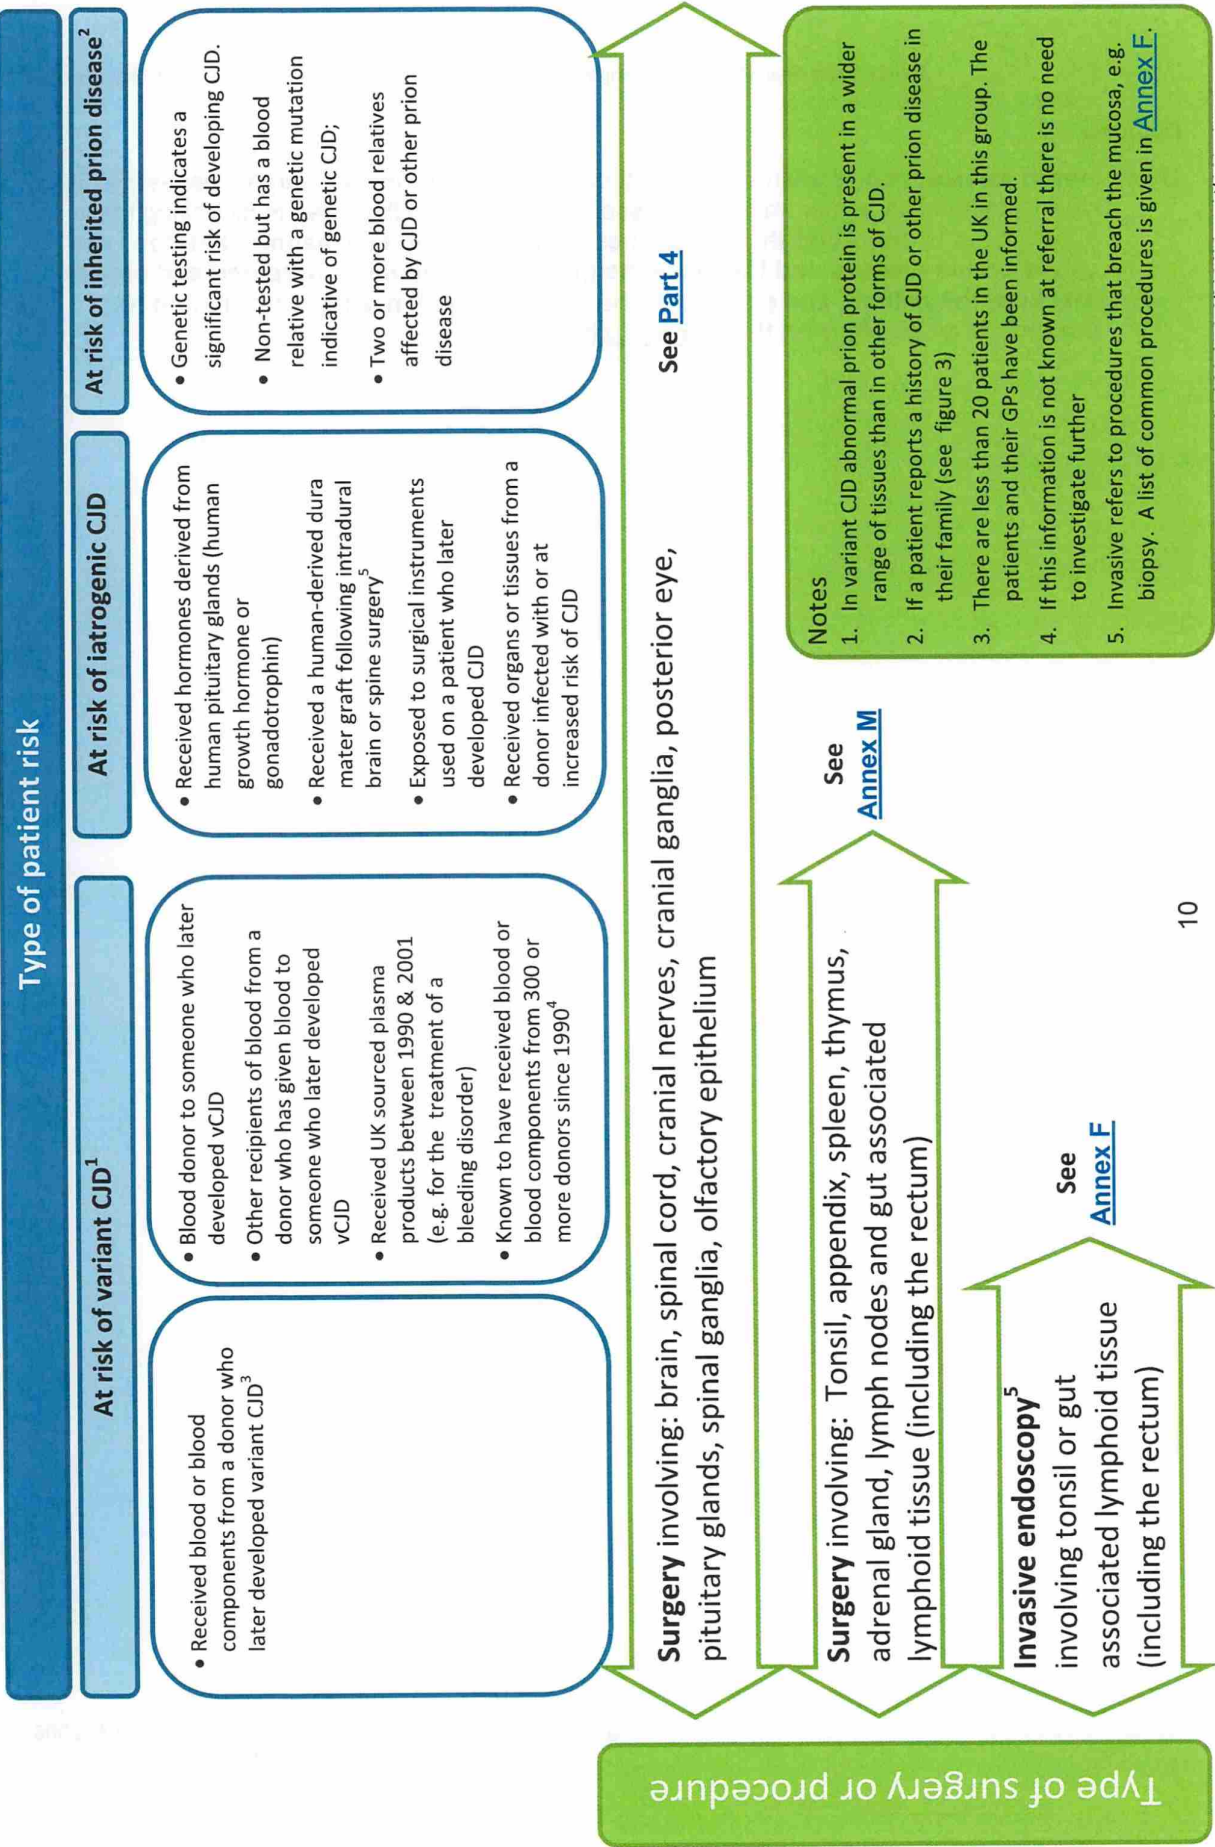 Type of patient risk
At risk of variant CJD1
At risk of iatrogenic CJD
At risk of inherited prion disease2
• Received blood or blood
components from a donor who
later developed variant CJD3
• Blood donor to someone who later
developed vCJD
• Other recipients of blood from a
donor who has given blood to
someone who later developed
vCJD
• Received UK sourced plasma
products between 1990 & 2001
(e.g. for the treatment of a
bleeding disorder)
• Known to have received blood or
blood components from 300 or
more donors since 19904
• Received hormones derived from
human pituitary glands (human
growth hormone or
gonadotrophin)
• Received a human-derived dura
mater graft following intradural
brain or spine surgery5
• Exposed to surgical instruments
used on a patient who later
developed CJD
• Received organs or tissues from a
donor infected with or at
increased risk of CJD
• Genetic testing indicates a
significant risk of developing CJD.
• Non-tested but has a blood
relative with a genetic mutation
indicative of genetic CJD;
• Two or more blood relatives
affected by CJD or other prion
disease
Type of surgery or procedure
Surgery involving: brain, spinal cord, cranial nerves, cranial ganglia, posterior eye,
pituitary glands, spinal ganglia, olfactory epithelium
See Part 4
Surgery involving: Tonsil, appendix, spleen, thymus,
adrenal gland, lymph nodes and gut associated
lymphoid tissue (including the rectum)
See
Annex M
Invasive endoscopy5
involving tonsil or gut
associated lymphoid tissue
(including the rectum)
See
Annex F
Notes
1. In variant CJD abnormal prion protein is present in a wider
range of tissues than in other forms of CJD.
2. If a patient reports a history of CJD or other prion disease in
their family (see figure 3)
3. There are less than 20 patients in the UK in this group. The
patients and their GPs have been informed.
4. If this information is not known at referral there is no need
to investigate further
5. Invasive refers to procedures that breach the mucosa, e.g.
biopsy. A list of common procedures is given in Annex F.
10